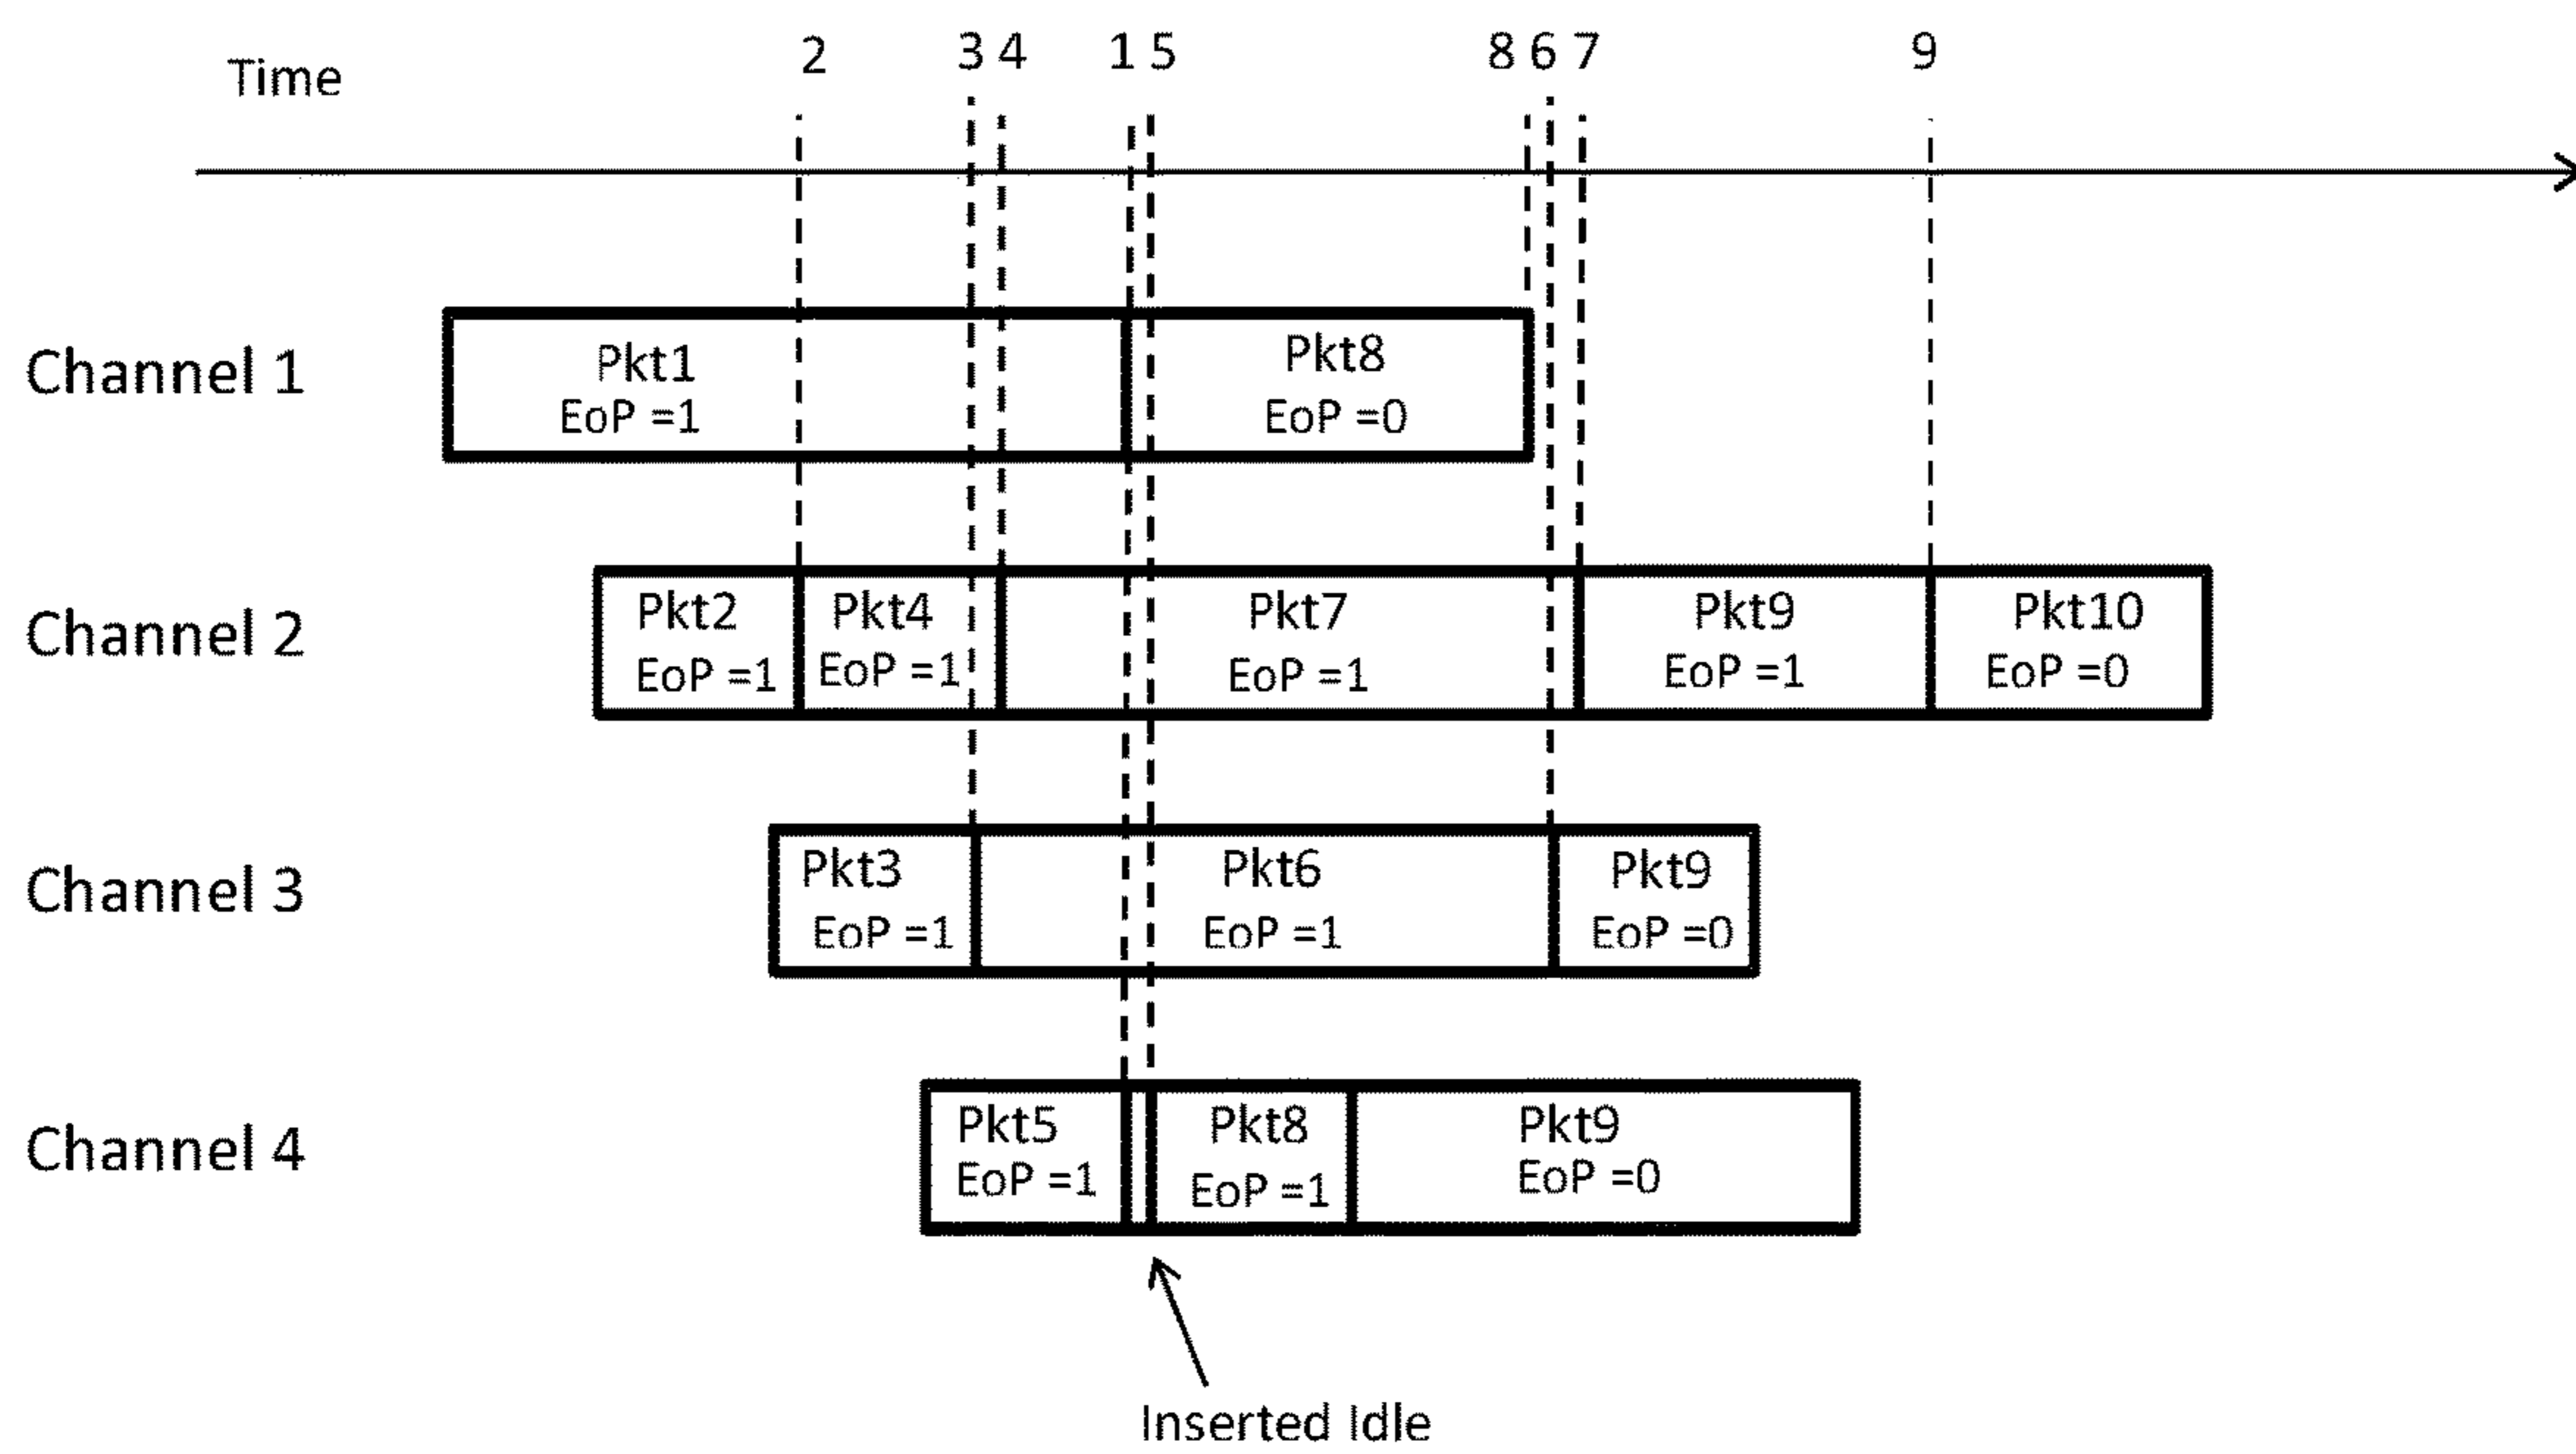 Time
2
3 4
1 5
8 6 7
9
Channel 1
Pkt1
EoP =1
Pkt8
EoP =0
Channel 2
Pkt2
EoP =1
Pkt4
EoP =1
Pkt7
EoP =1
Pkt9
EoP =1
Pkt10
EoP =0
Channel 3
Pkt3
EoP =1
Pkt6
EoP =1
Pkt9
EoP =0
Channel 4
Pkt5
EoP =1
Pkt8
EoP =1
Pkt9
EoP =0
Inserted Idle